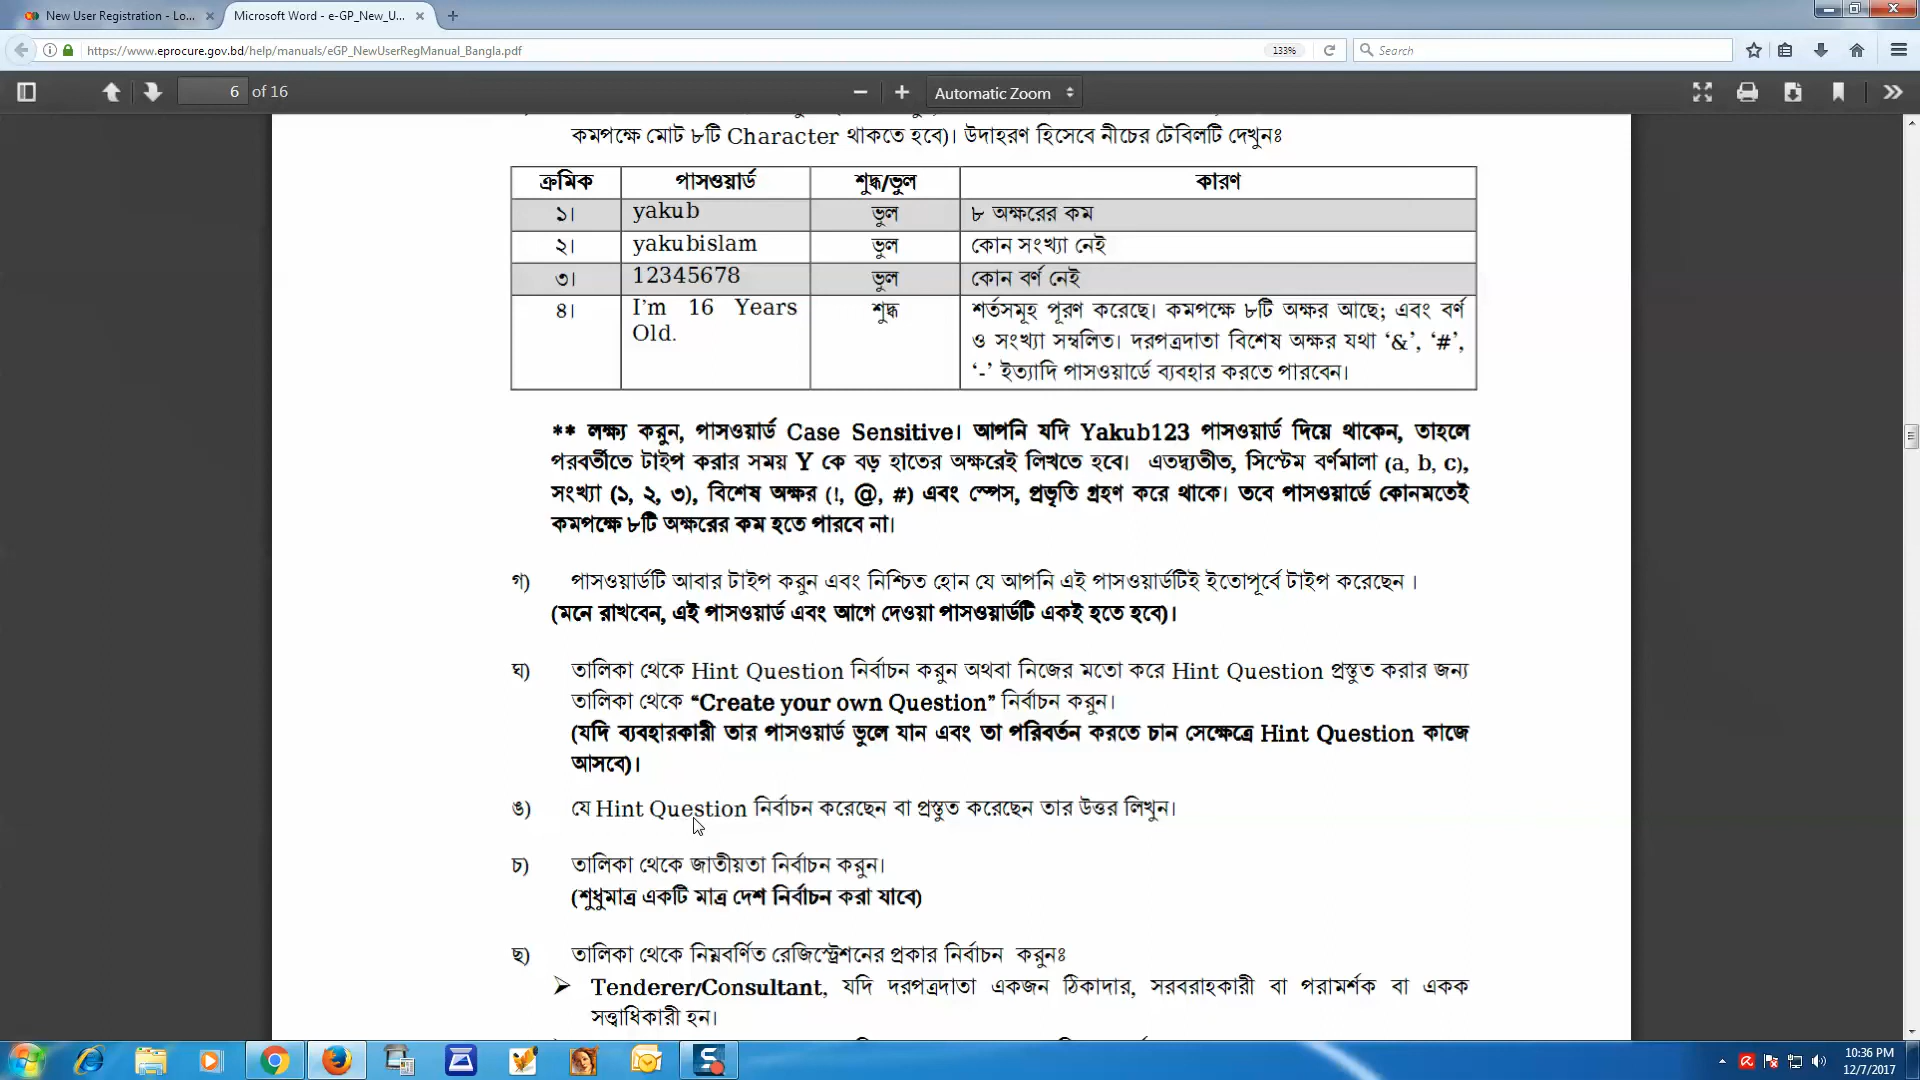 New User Registration - Lo...
Microsoft Word - e-GP_New_U...
https://www.eprocure.gov.bd/help/manuals/eGP_NewUserRegManual_Bangla.pdf
133%
Search
6 of 16
Automatic Zoom
কমপক্ষে মোট ৮টি Character থাকতে হবে)। উদাহরণ হিসেবে নীচের টেবিলটি দেখুনঃ
ক্রমিক পাসওয়ার্ড শুদ্ধ/ভুল কারণ
১। yakub ভুল ৮ অক্ষরের কম
২। yakubislam ভুল কোন সংখ্যা নেই
৩। 12345678 ভুল কোন বর্ণ নেই
৪। I'm 16 Years Old. শুদ্ধ শর্তসমূহ পূরণ করেছে। কমপক্ষে ৮টি অক্ষর আছে; এবং বর্ণ
ও সংখ্যা সম্বলিত। দরপত্রদাতা বিশেষ অক্ষর যথা ‘&’, ‘#’,
‘-’ ইত্যাদি পাসওয়ার্ডে ব্যবহার করতে পারবেন।
** লক্ষ্য করুন, পাসওয়ার্ড Case Sensitive। আপনি যদি Yakub123 পাসওয়ার্ড দিয়ে থাকেন, তাহলে
পরবর্তীতে টাইপ করার সময় Y কে বড় হাতের অক্ষরেই লিখতে হবে। এতদ্ব্যতীত, সিস্টেম বর্ণমালা (a, b, c),
সংখ্যা (১, ২, ৩), বিশেষ অক্ষর (!, @, #) এবং স্পেস, প্রভৃতি গ্রহণ করে থাকে। তবে পাসওয়ার্ডে কোনমতেই
কমপক্ষে ৮টি অক্ষরের কম হতে পারবে না।
গ) পাসওয়ার্ডটি আবার টাইপ করুন এবং নিশ্চিত হোন যে আপনি এই পাসওয়ার্ডটিই ইতোপূর্বে টাইপ করেছেন ।
(মনে রাখবেন, এই পাসওয়ার্ড এবং আগে দেওয়া পাসওয়ার্ডটি একই হতে হবে)।
ঘ) তালিকা থেকে Hint Question নির্বাচন করুন অথবা নিজের মতো করে Hint Question প্রস্তুত করার জন্য
তালিকা থেকে “Create your own Question” নির্বাচন করুন।
(যদি ব্যবহারকারী তার পাসওয়ার্ড ভুলে যান এবং তা পরিবর্তন করতে চান সেক্ষেত্রে Hint Question কাজে
আসবে)।
ঙ) যে Hint Question নির্বাচন করেছেন বা প্রস্তুত করেছেন তার উত্তর লিখুন।
চ) তালিকা থেকে জাতীয়তা নির্বাচন করুন।
(শুধুমাত্র একটি মাত্র দেশ নির্বাচন করা যাবে)
ছ) তালিকা থেকে নিম্নবর্ণিত রেজিস্ট্রেশনের প্রকার নির্বাচন করুনঃ
➢ Tenderer/Consultant, যদি দরপত্রদাতা একজন ঠিকাদার, সরবরাহকারী বা পরামর্শক বা একক
সত্ত্বাধিকারী হন।
10:36 PM
12/7/2017